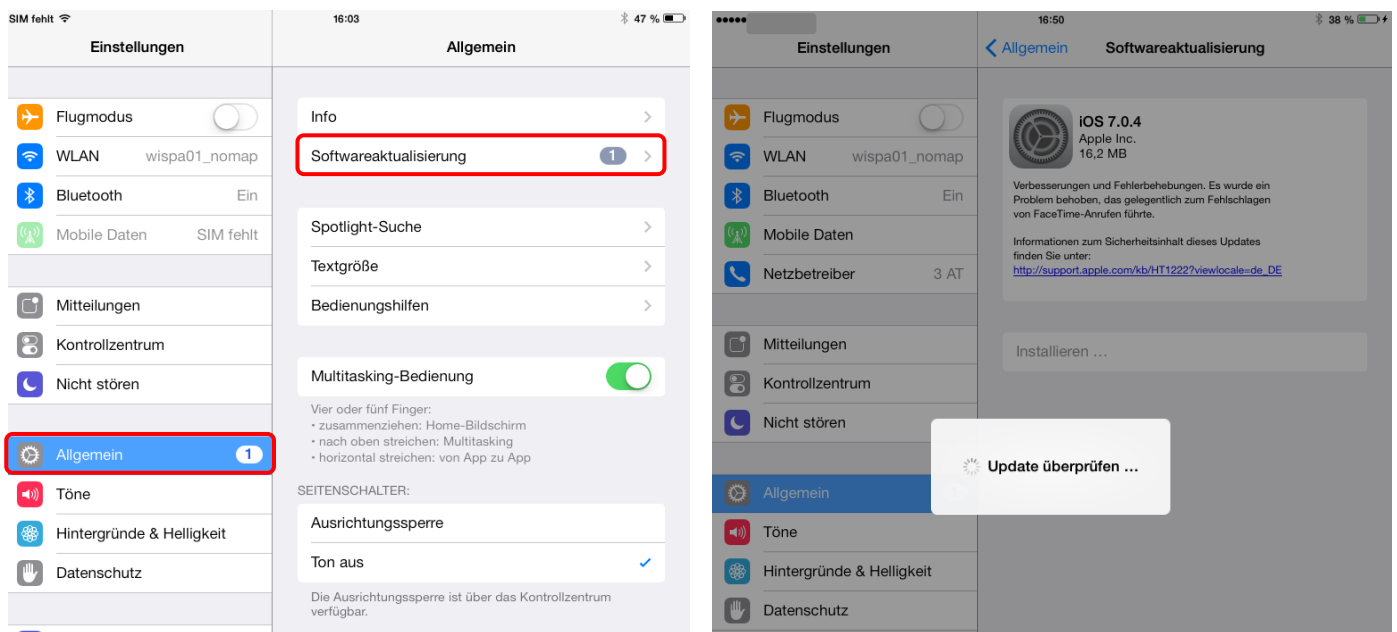 SIM fehlt
16:03
47 %
Einstellungen
Allgemein
Flugmodus
WLAN wispa01_nomap
Bluetooth Ein
Mobile Daten SIM fehlt
Mitteilungen
Kontrollzentrum
Nicht stören
Allgemein 1
Töne
Hintergründe & Helligkeit
Datenschutz
Info
Softwareaktualisierung 1
Spotlight-Suche
Textgröße
Bedienungshilfen
Multitasking-Bedienung
Vier oder fünf Finger:
• zusammenziehen: Home-Bildschirm
• nach oben streichen: Multitasking
• horizontal streichen: von App zu App
SEITENSCHALTER:
Ausrichtungssperre
Ton aus
Die Ausrichtungssperre ist über das Kontrollzentrum
verfügbar.
16:50
38 %
Einstellungen
Allgemein
Softwareaktualisierung
Flugmodus
WLAN wispa01_nomap
Bluetooth Ein
Mobile Daten
Netzbetreiber 3 AT
Mitteilungen
Kontrollzentrum
Nicht stören
Allgemein
Töne
Hintergründe & Helligkeit
Datenschutz
iOS 7.0.4
Apple Inc.
16,2 MB
Verbesserungen und Fehlerbehebungen. Es wurde ein
Problem behoben, das gelegentlich zum Fehlschlagen
von FaceTime-Anrufen führte.
Informationen zum Sicherheitsinhalt dieses Updates
finden Sie unter:
http://support.apple.com/kb/HT1222?viewlocale=de_DE
Installieren …
Update überprüfen …